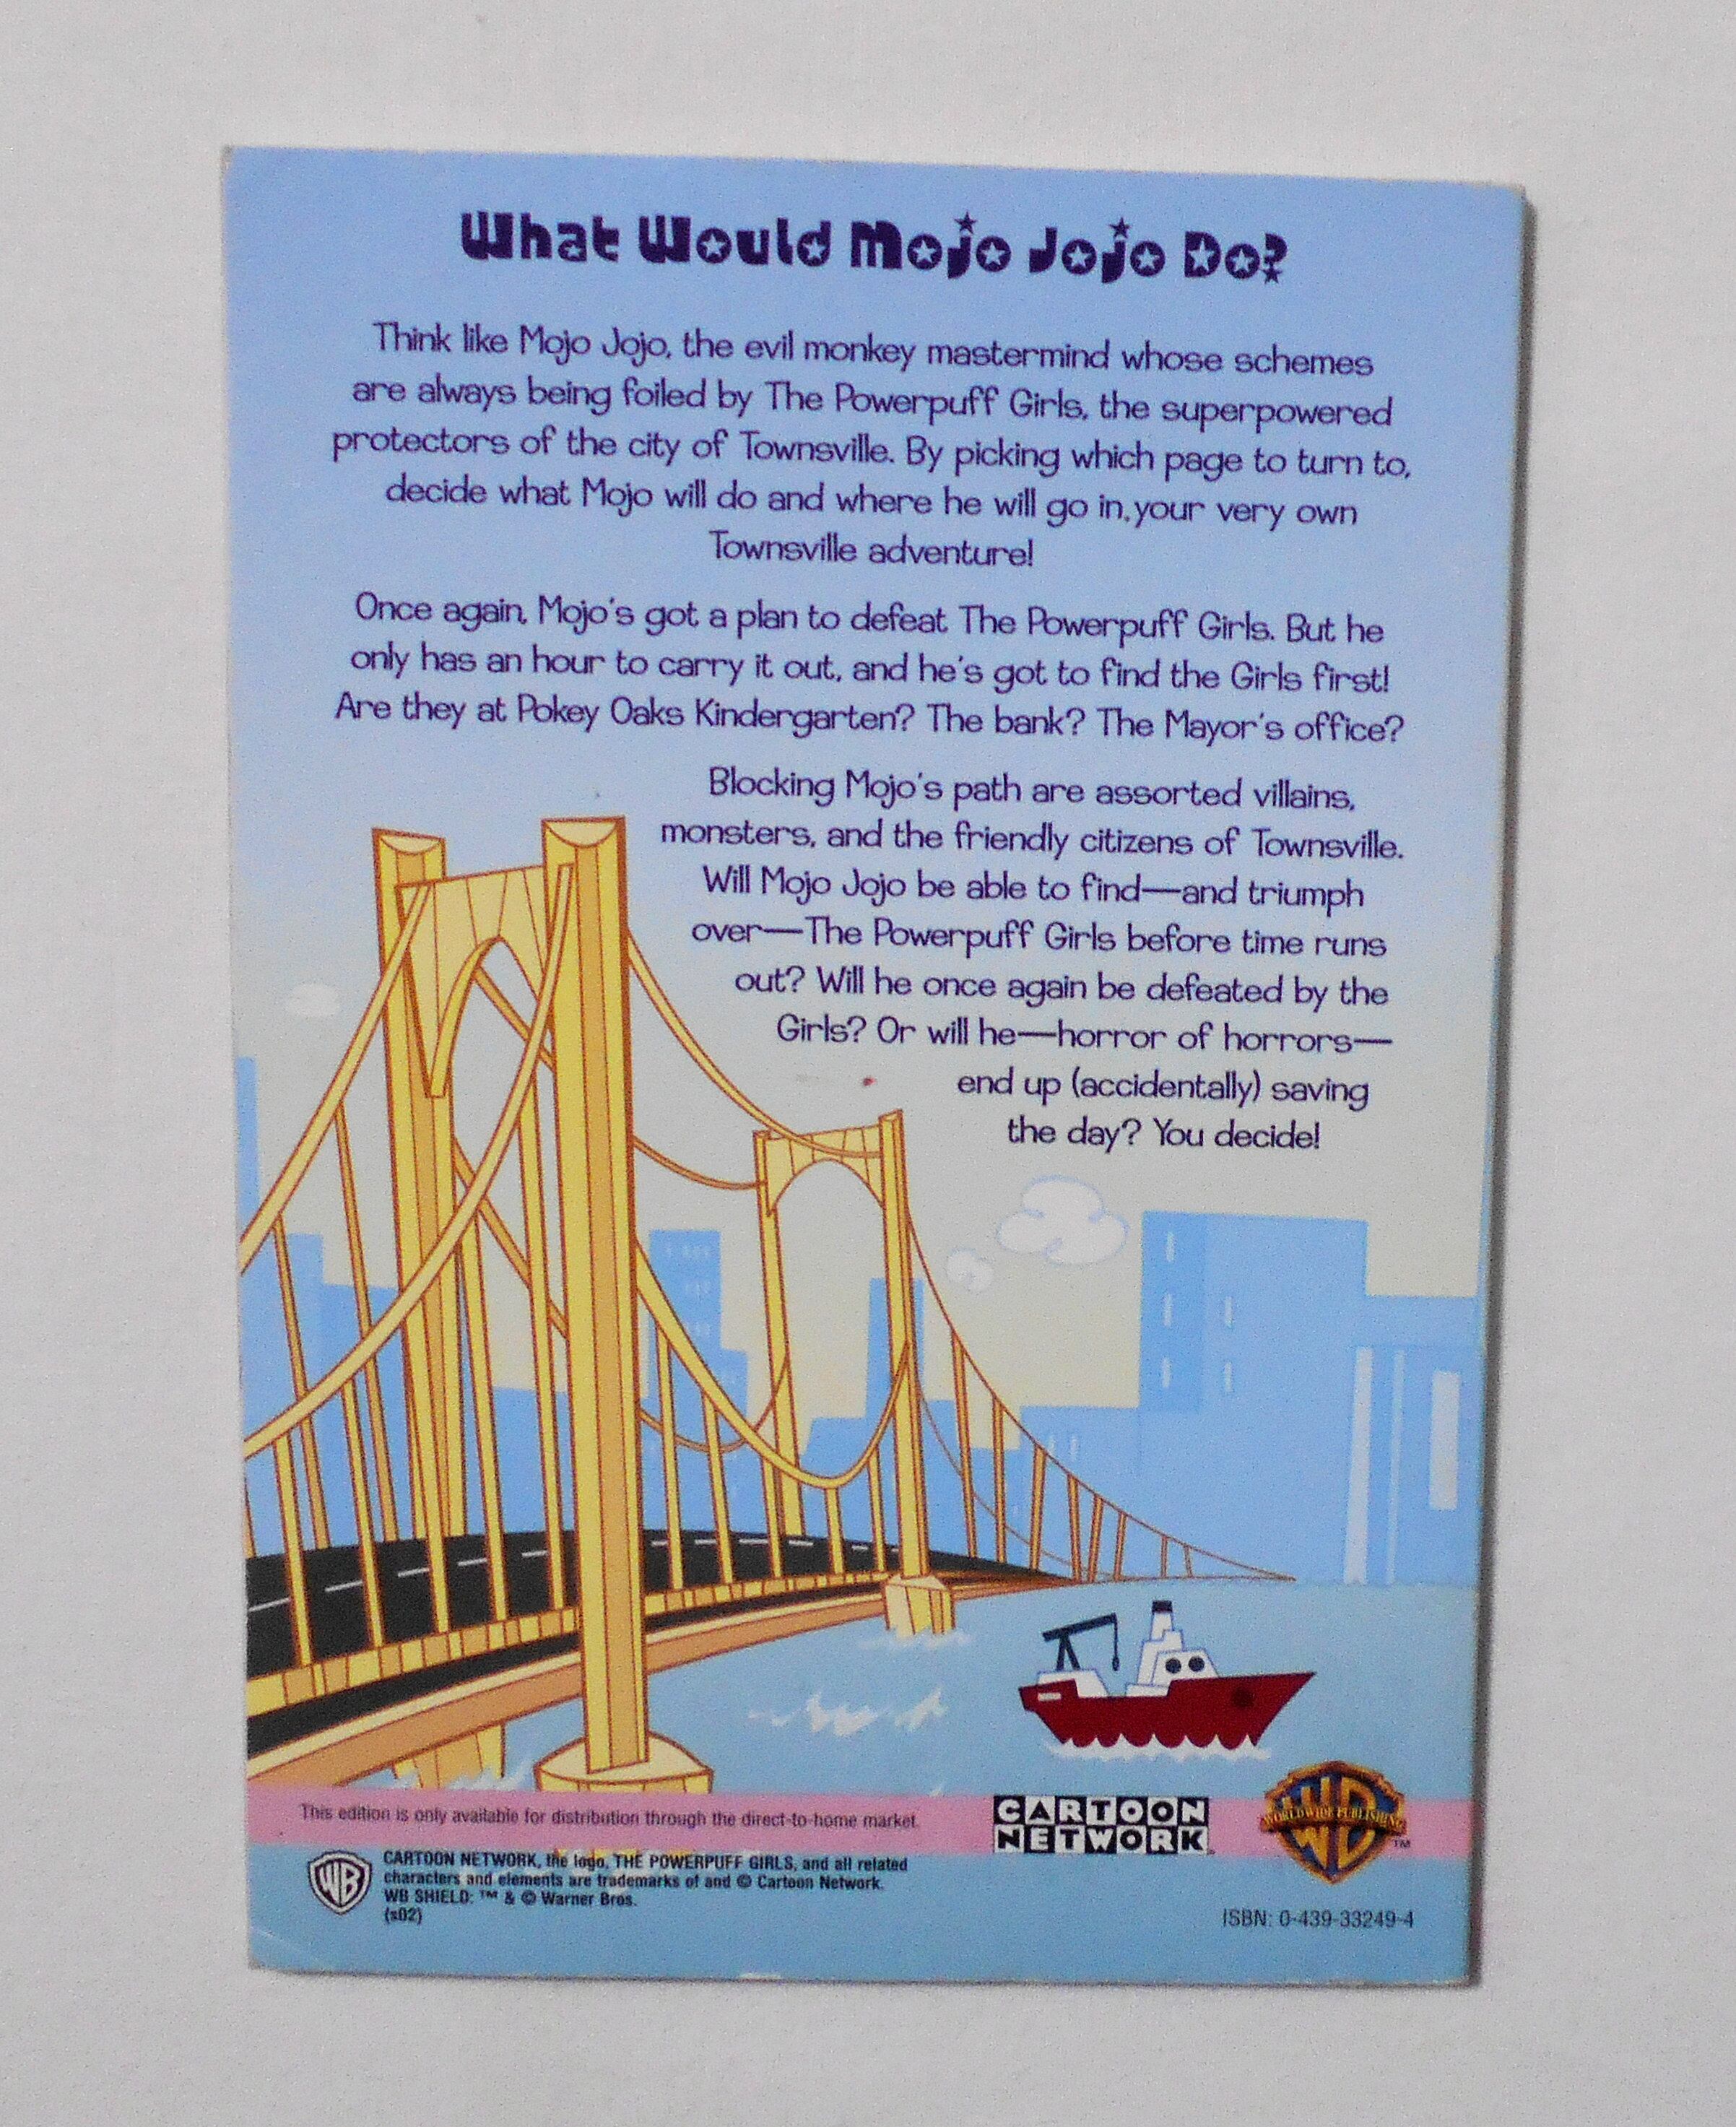 What Would Mojo Jojo Do?
Think like Mojo Jojo, the evil monkey mastermind whose schemes
are always being foiled by The Powerpuff Girls, the superpowered
protectors of the city of Townsville. By picking which page to turn to,
decide what Mojo will do and where he will go in your very own
Townsville adventure!
Once again, Mojo's got a plan to defeat The Powerpuff Girls. But he
only has an hour to carry it out, and he's got to find the Girls first!
Are they at Pokey Oaks Kindergarten? The bank? The Mayor's office?
Blocking Mojo's path are assorted villains,
monsters, and the friendly citizens of Townsville.
Will Mojo Jojo be able to find—and triumph
over—The Powerpuff Girls before time runs
out? Will he once again be defeated by the
Girls? Or will he—horror of horrors—
end up (accidentally) saving
the day? You decide!
This edition is only available for distribution through the direct-to-home market.
CARTOON
NETWORK
WB
WORLDWIDE PUBLISHING
TM
WB
CARTOON NETWORK, the logo, THE POWERPUFF GIRLS, and all related
characters and elements are trademarks of and © Cartoon Network.
WB SHIELD: ™ & © Warner Bros.
(s02)
ISBN: 0-439-33249-4